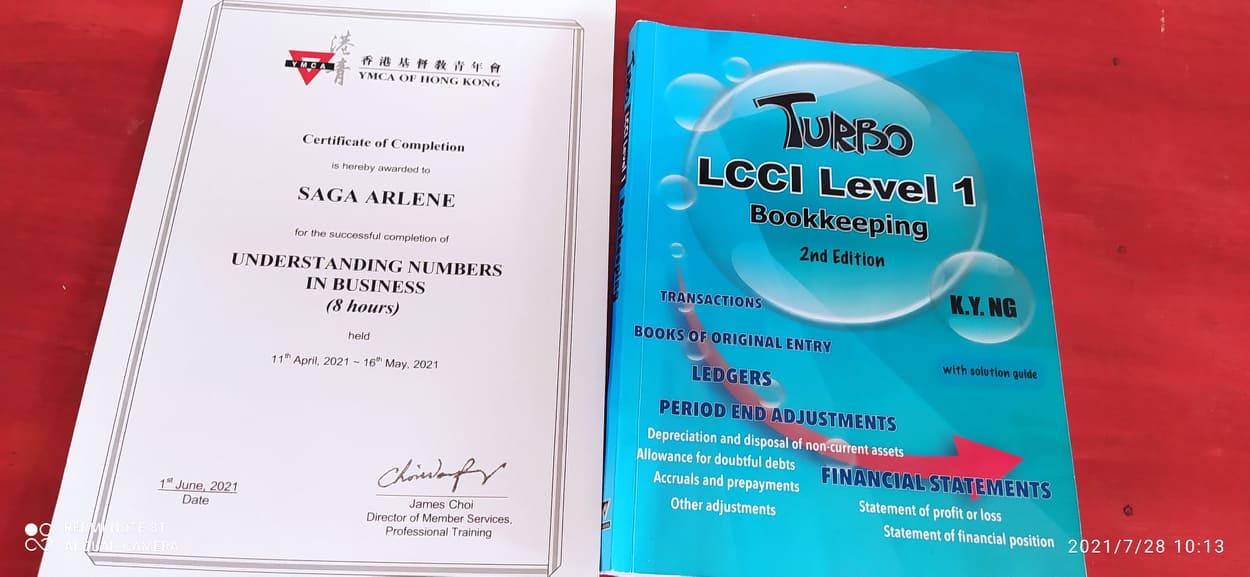 港青
YMCA
香港基督教青年會
YMCA OF HONG KONG
Certificate of Completion
is hereby awarded to
SAGA ARLENE
for the successful completion of
UNDERSTANDING NUMBERS
IN BUSINESS
(8 hours)
held
11th April, 2021 ~ 16th May, 2021
1st June, 2021
Date
James Choi
Director of Member Services,
Professional Training
TURBO
LCCI Level 1
Bookkeeping
2nd Edition
K.Y. NG
with solution guide
TRANSACTIONS
BOOKS OF ORIGINAL ENTRY
LEDGERS
PERIOD END ADJUSTMENTS
Depreciation and disposal of non-current assets
Allowance for doubtful debts
Accruals and prepayments
Other adjustments
FINANCIAL STATEMENTS
Statement of profit or loss
Statement of financial position
AI DUAL CAMERA
2021/7/28 10:13